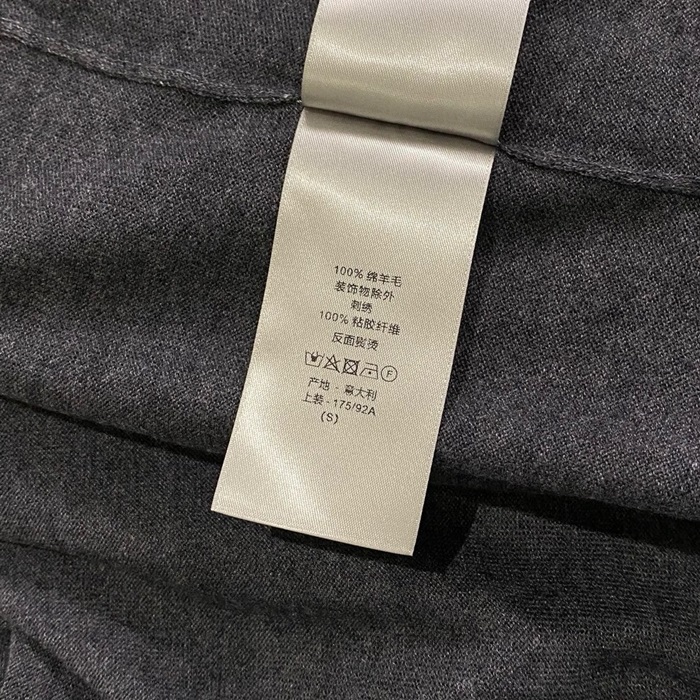 100% 绵羊毛
装饰物除外
刺绣
100% 粘胶纤维
反面熨烫
F
产地 - 意大利
上装 - 175/92A
(S)